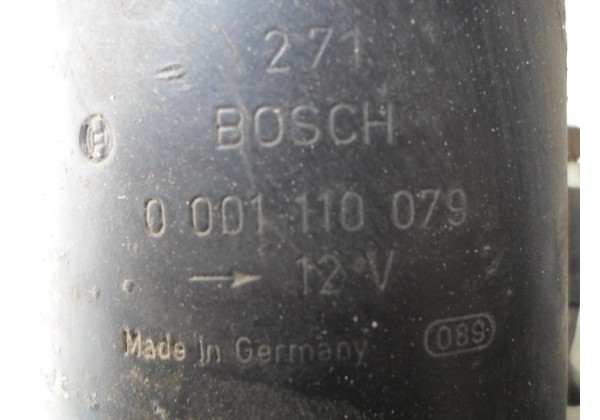 271
BOSCH
0 001 110 079
→ 12 V
Made in Germany 089